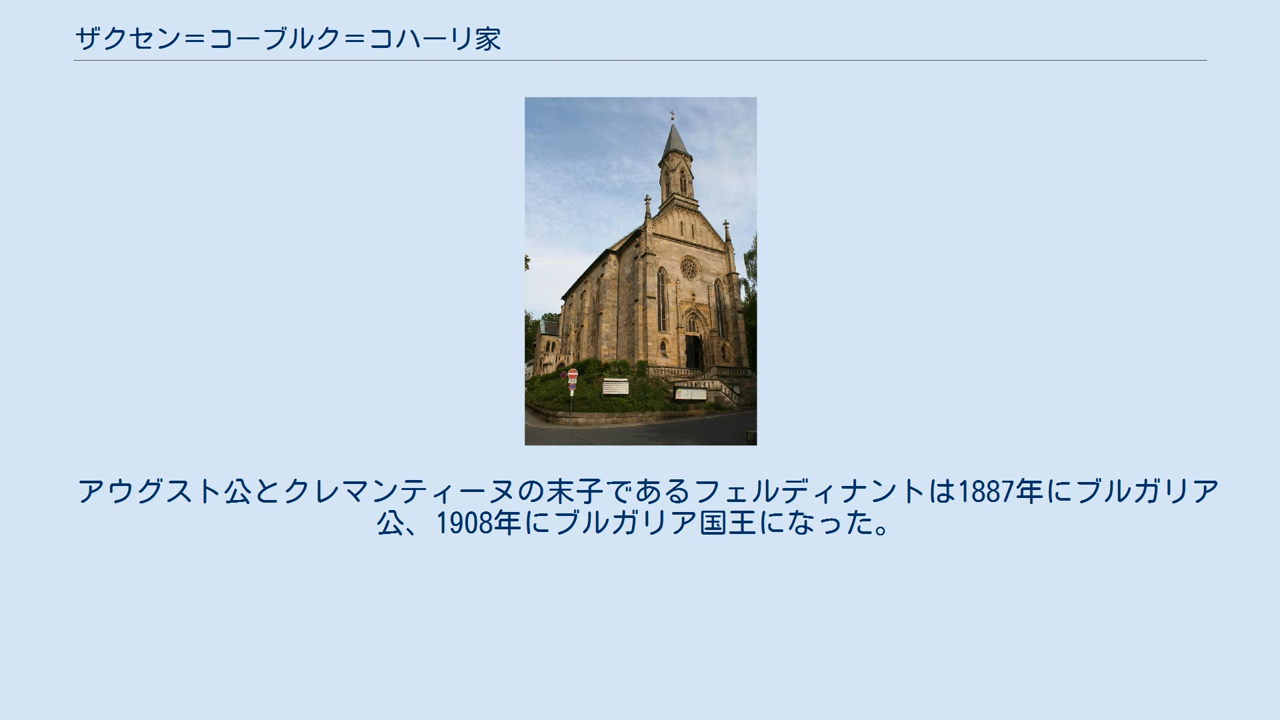 ザクセン＝コーブルク＝コハーリ家
アウグスト公とクレマンティーヌの末子であるフェルディナントは1887年にブルガリア
公、1908年にブルガリア国王になった。